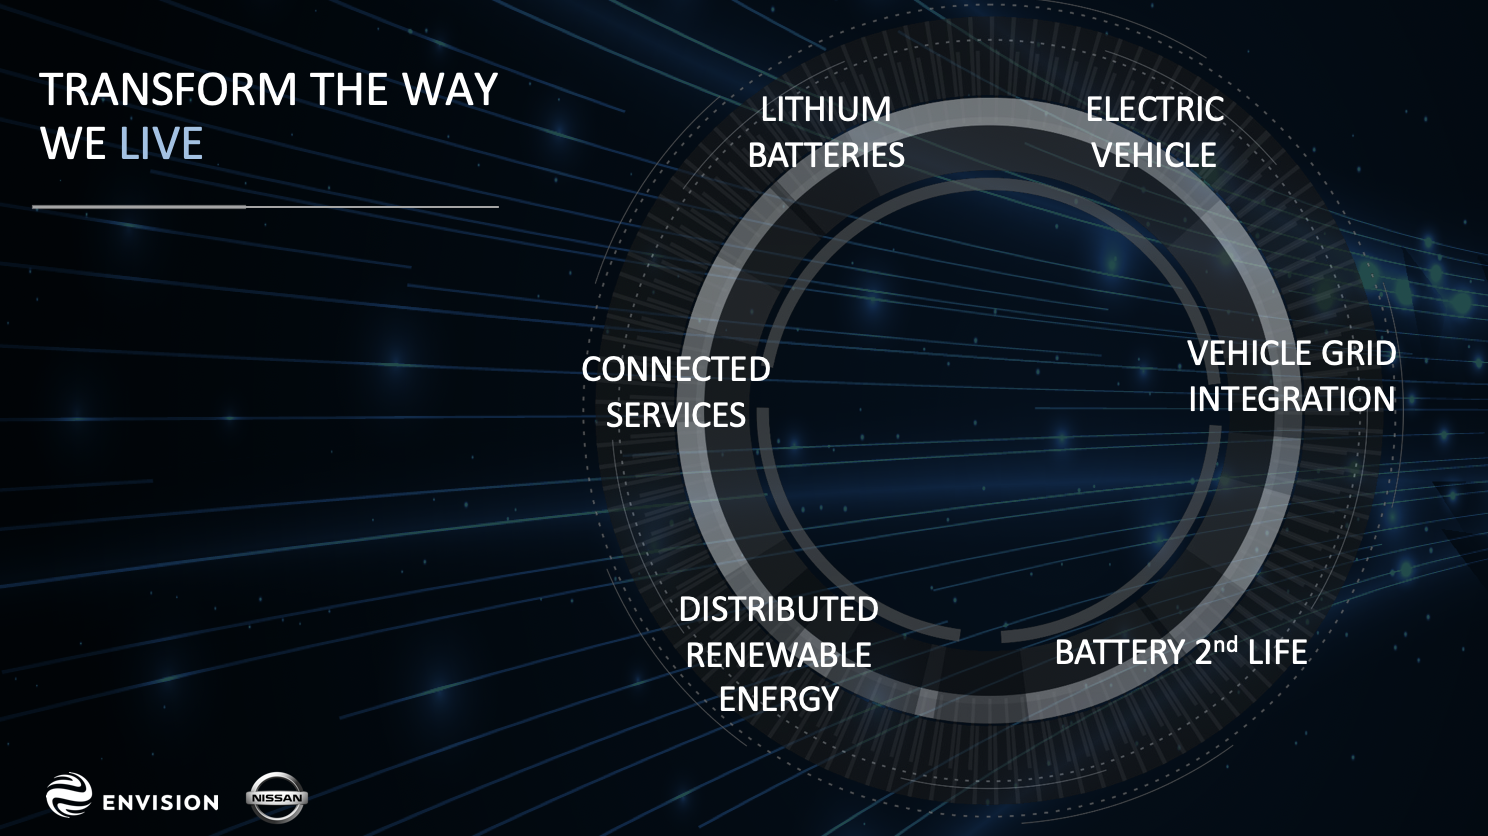 TRANSFORM THE WAY
WE LIVE
LITHIUM
BATTERIES
ELECTRIC
VEHICLE
CONNECTED
SERVICES
VEHICLE GRID
INTEGRATION
DISTRIBUTED
RENEWABLE
ENERGY
BATTERY 2nd LIFE
ENVISION
NISSAN